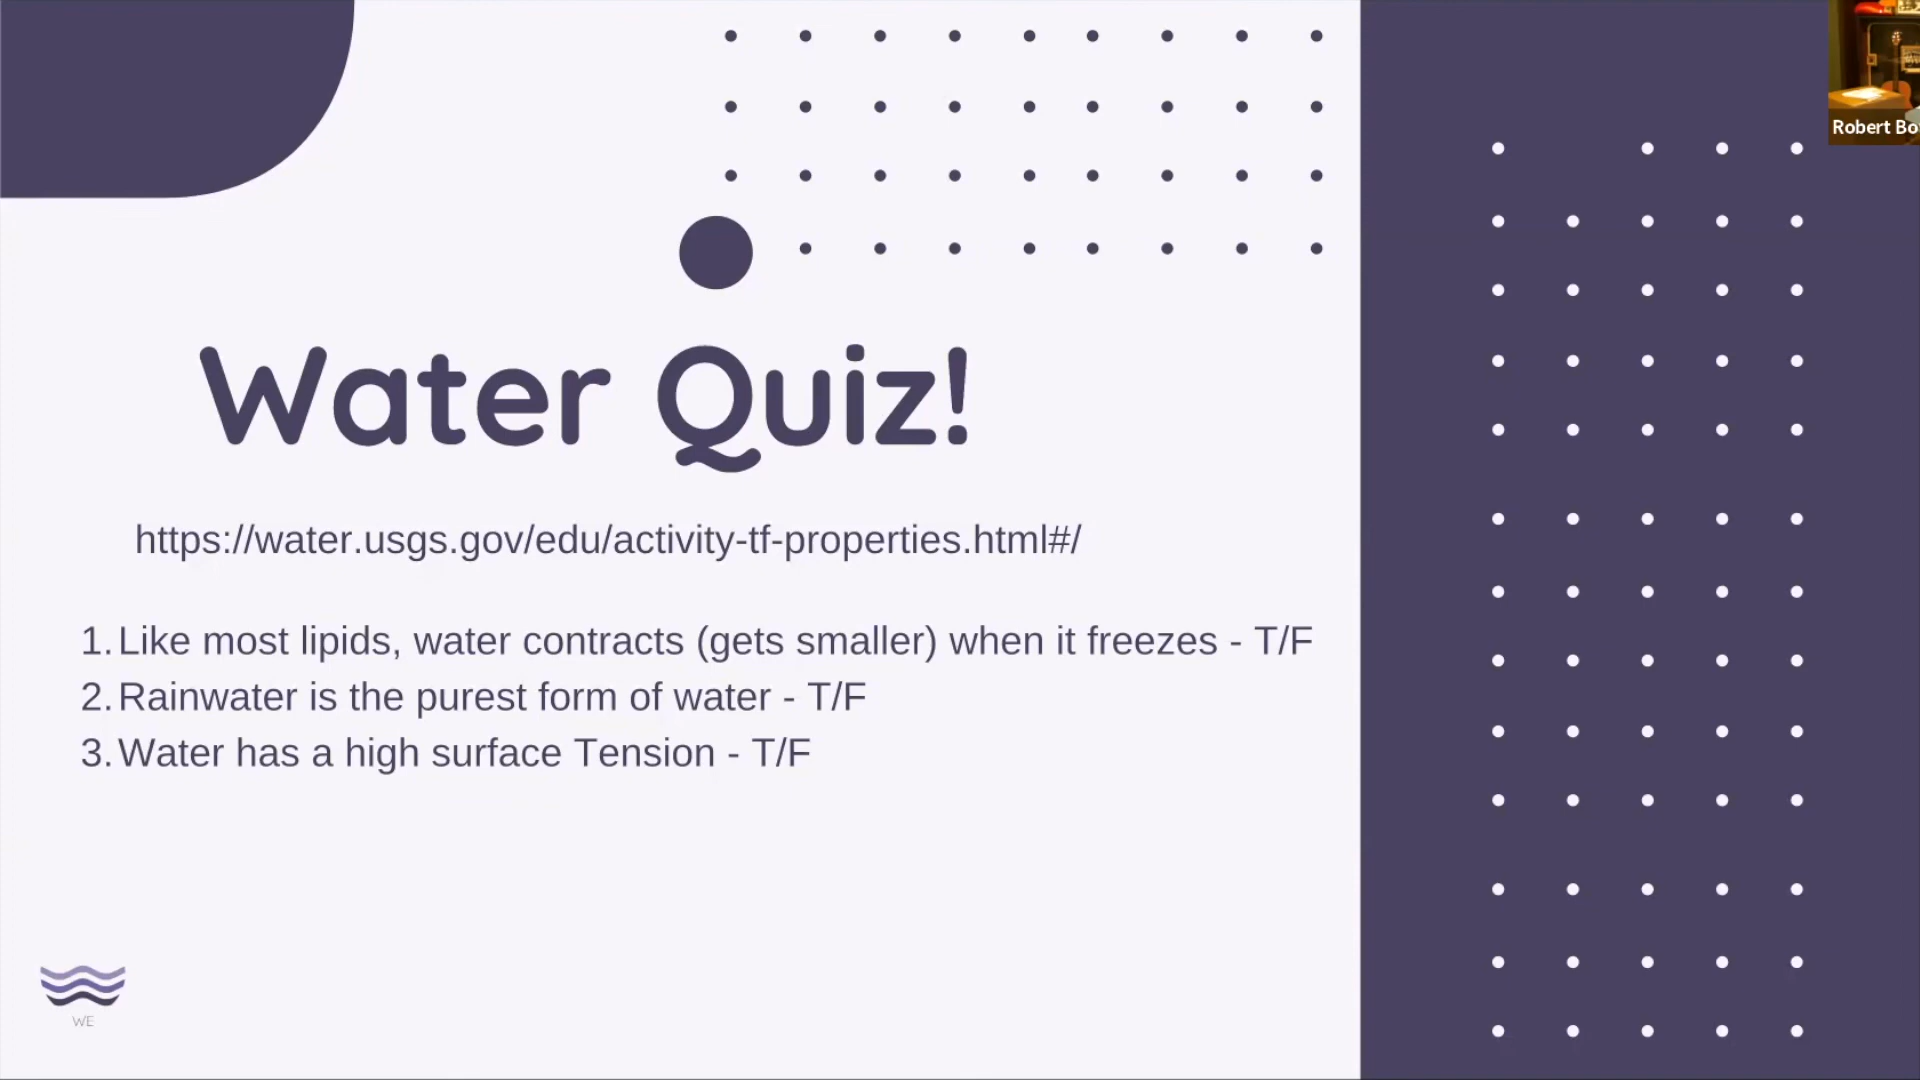 Robert Bo
Water Quiz!
https://water.usgs.gov/edu/activity-tf-properties.html#/
1. Like most lipids, water contracts (gets smaller) when it freezes - T/F
2. Rainwater is the purest form of water - T/F
3. Water has a high surface Tension - T/F
WE